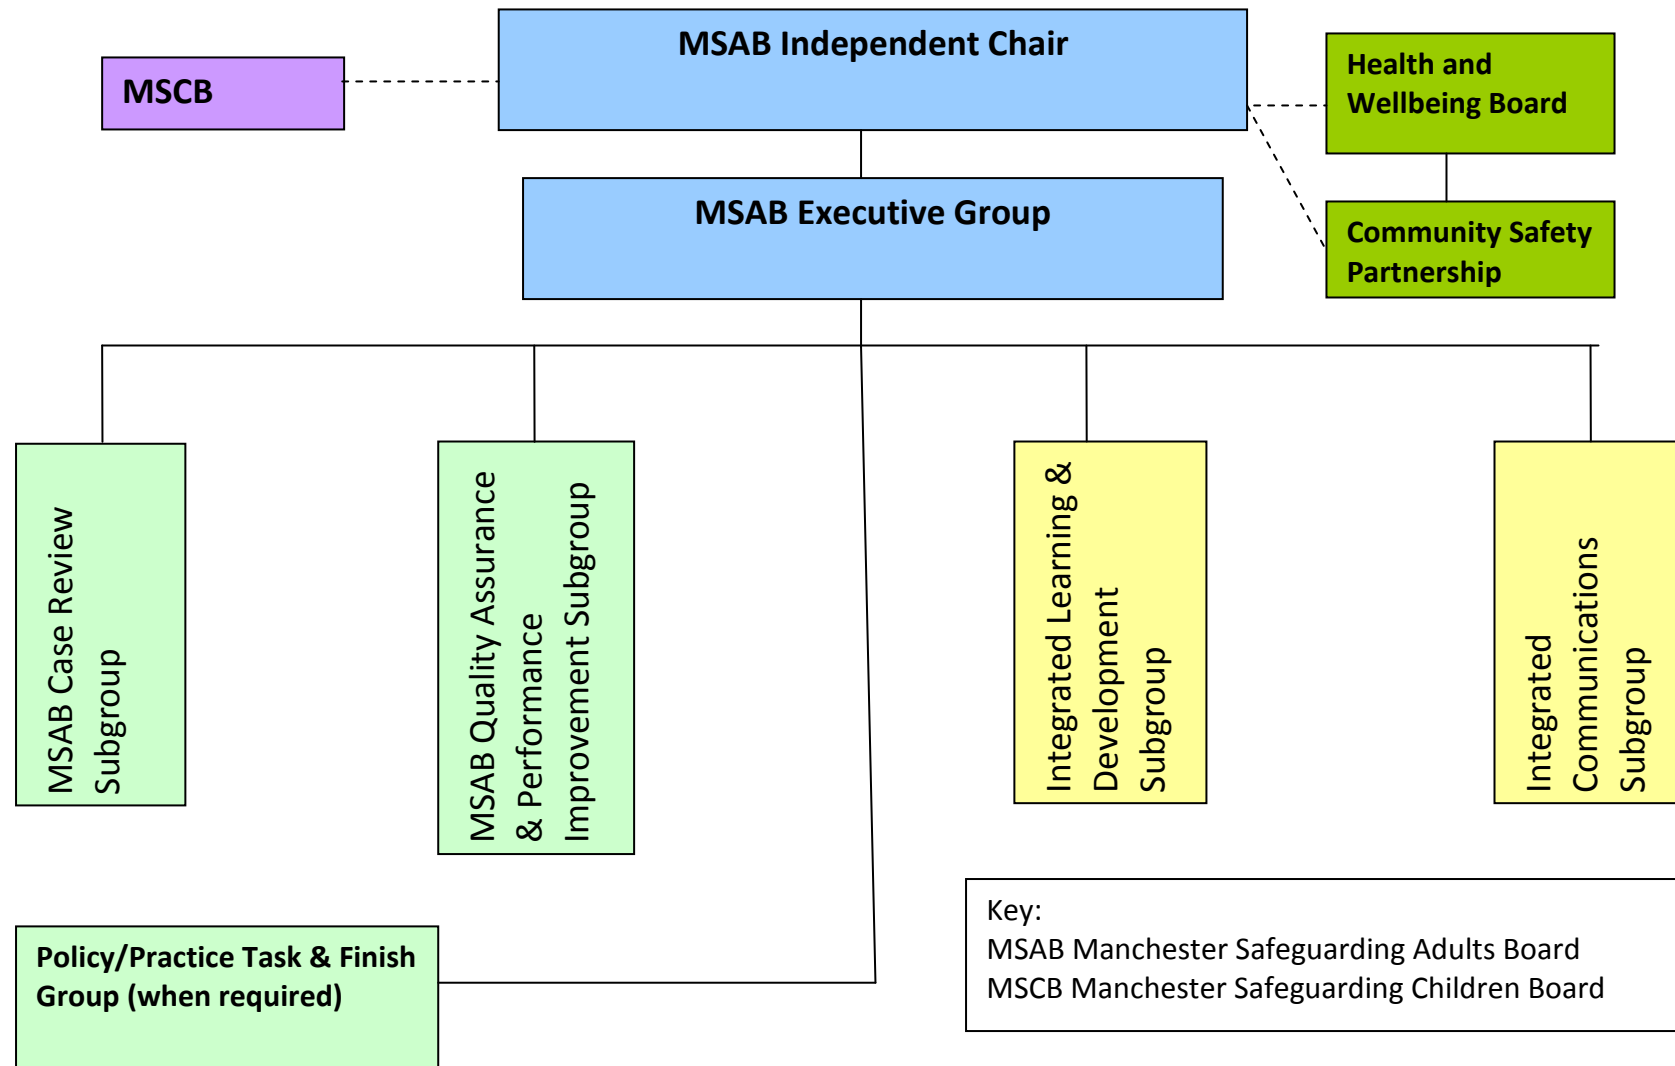 MSAB Independent Chair
MSCB
Health and
Wellbeing Board
MSAB Executive Group
Community Safety
Partnership
MSAB Case Review
Subgroup
MSAB Quality Assurance
& Performance
Improvement Subgroup
Integrated Learning &
Development
Subgroup
Integrated
Communications
Subgroup
Policy/Practice Task & Finish
Group (when required)
Key:
MSAB Manchester Safeguarding Adults Board
MSCB Manchester Safeguarding Children Board